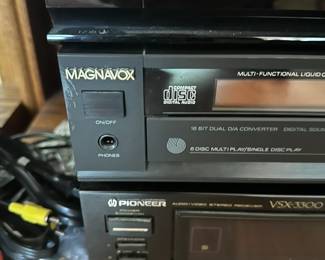 MAGNAVOX
COMPACT
disc
DIGITAL AUDIO
MULTI-FUNCTIONAL LIQUID
ON/OFF
PHONES
16 BIT DUAL D/A CONVERTER DIGITAL
6 DISC MULTI PLAY/SINGLE DISC PLAY
PIONEER
AUDIO/VIDEO STEREO RECEIVER
VSX-3300
POWER